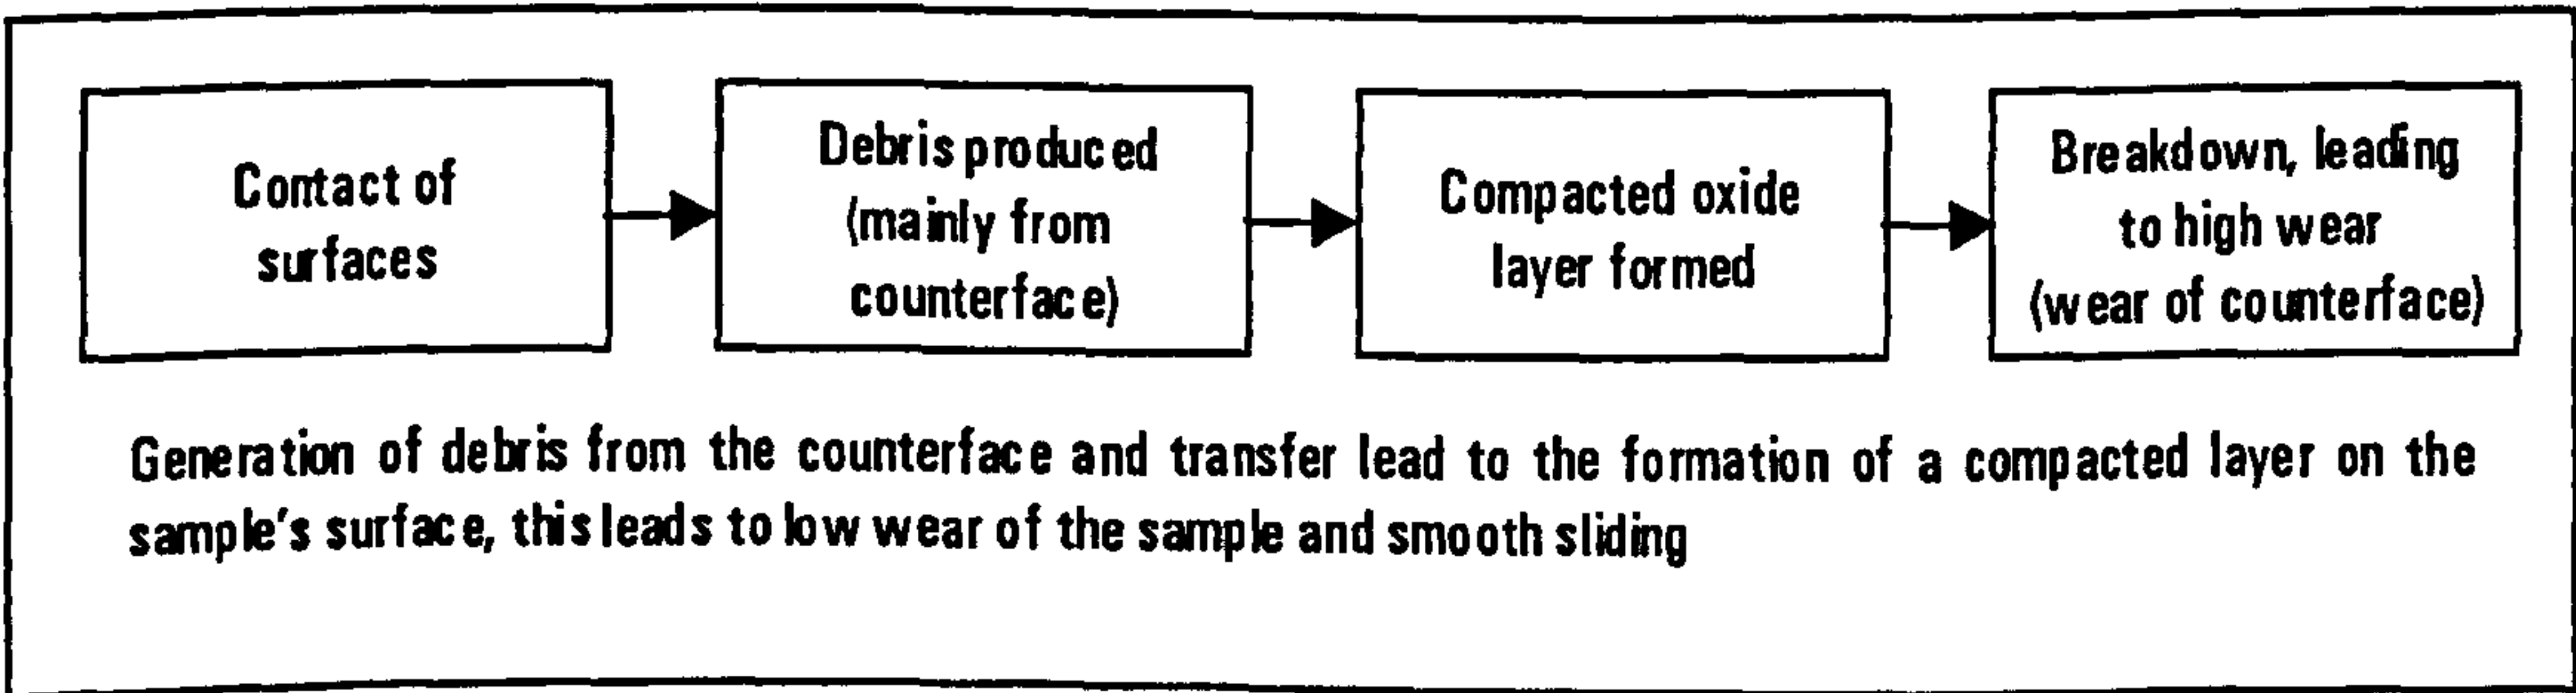 Contact of
surfaces
Debris produced
(mainly from
counterface)
Compacted oxide
layer formed
Breakdown, leading
to high wear
(wear of counterface)
Generation of debris from the counterface and transfer lead to the formation of a compacted layer on the
sample's surface, this leads to low wear of the sample and smooth sliding